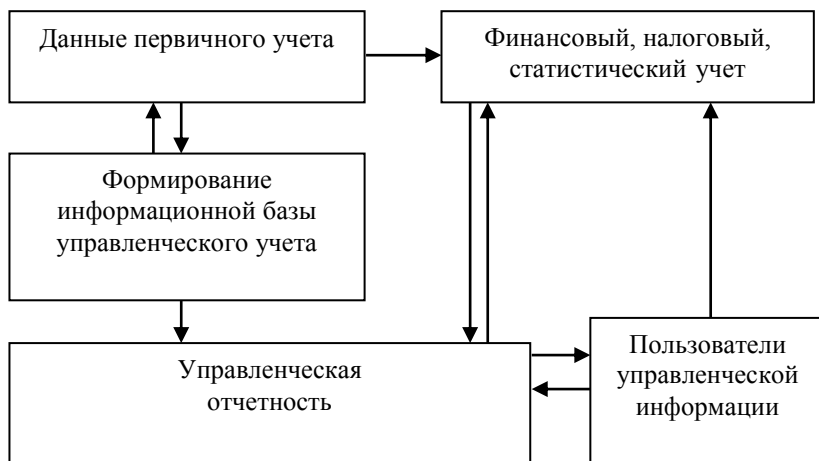 Данные первичного учета
Финансовый, налоговый,
статистический учет
Формирование
информационной базы
управленческого учета
Управленческая
отчетность
Пользователи
управленческой
информации